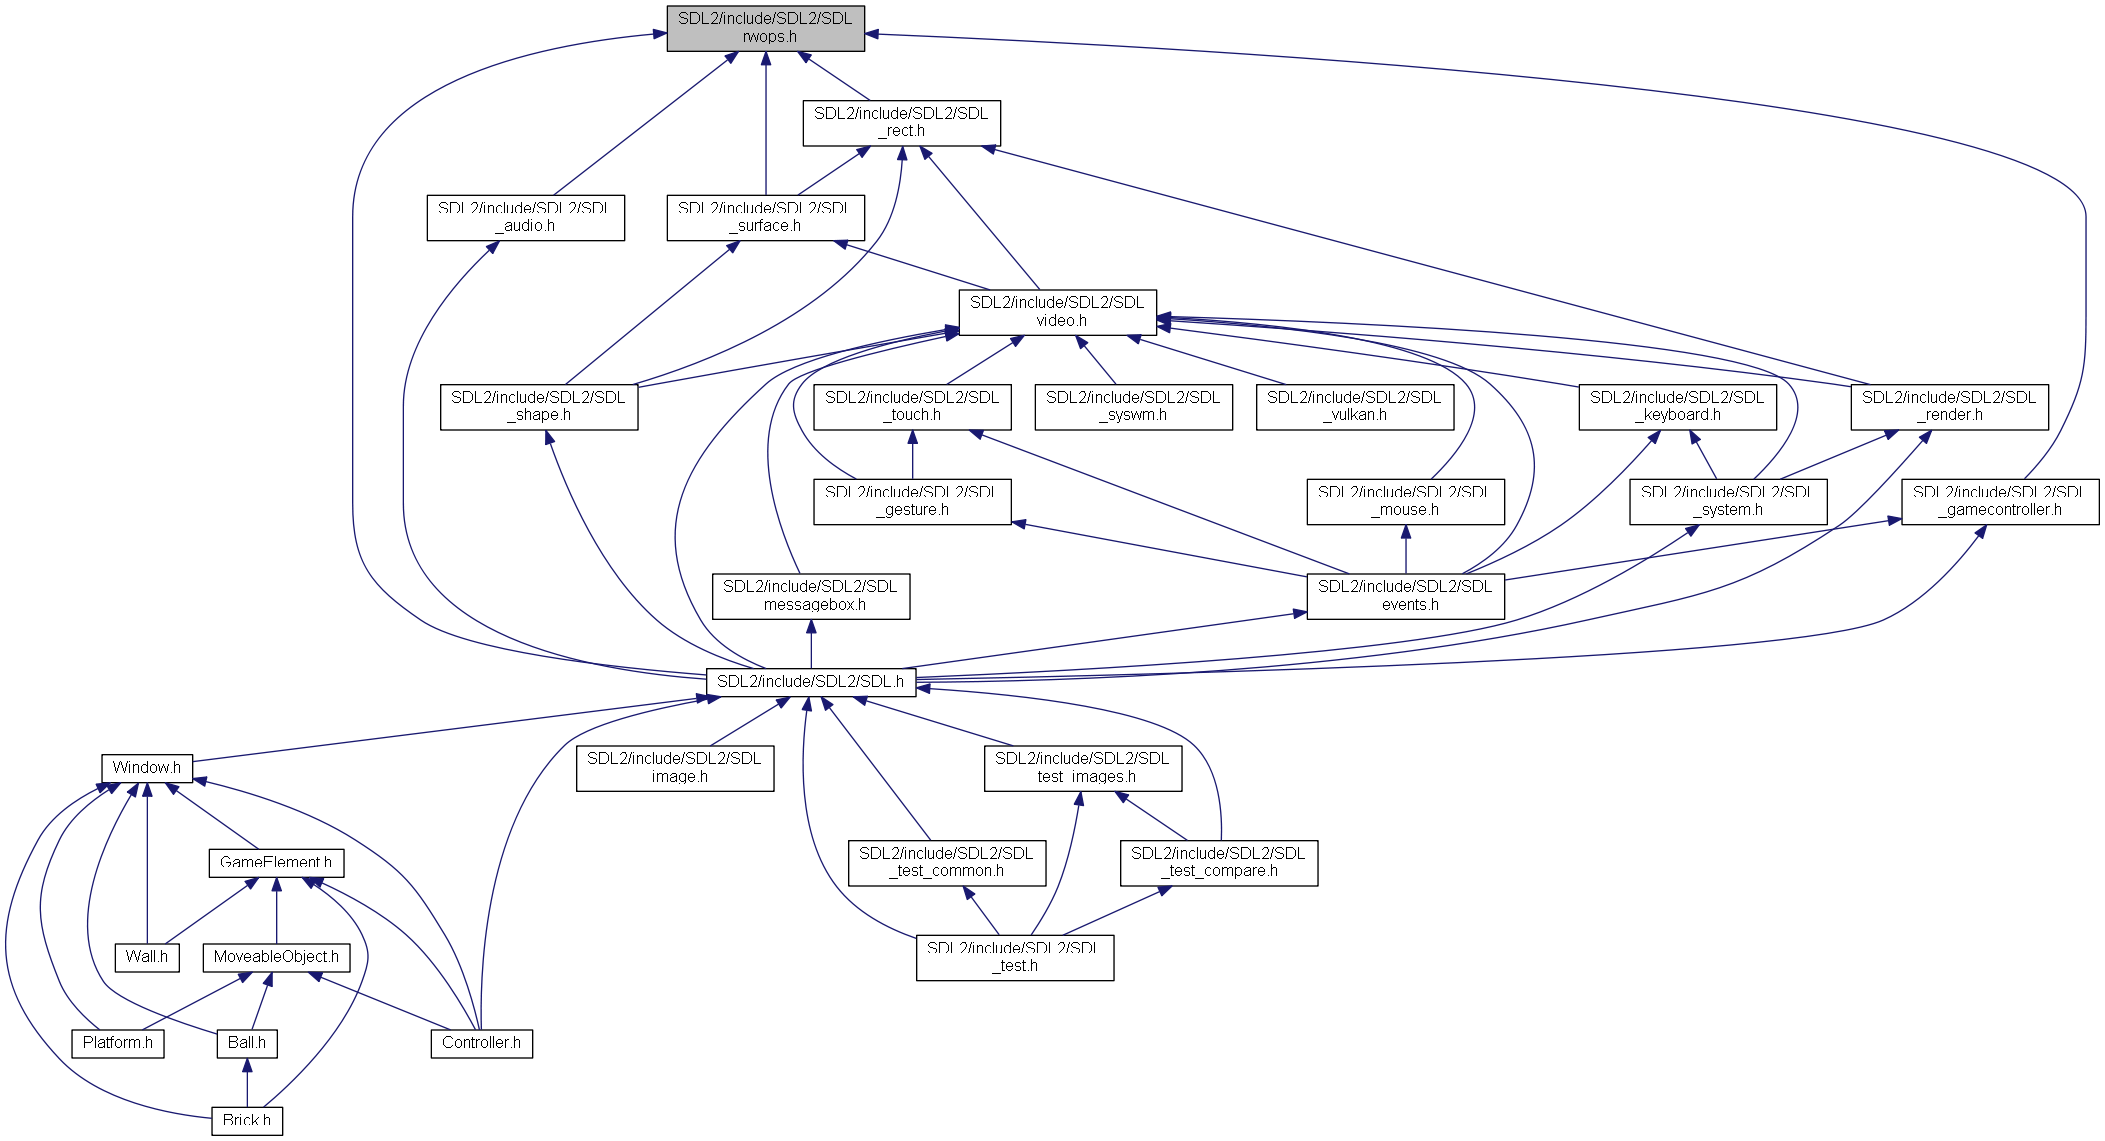 SDL2/include/SDL2/SDL
rwops.h
SDL2/include/SDL2/SDL
_rect.h
SDL2/include/SDL2/SDL
_audio.h
SDL2/include/SDL2/SDL
_surface.h
SDL2/include/SDL2/SDL
video.h
SDL2/include/SDL2/SDL
_shape.h
SDL2/include/SDL2/SDL
_touch.h
SDL2/include/SDL2/SDL
_syswm.h
SDL2/include/SDL2/SDL
_vulkan.h
SDL2/include/SDL2/SDL
_keyboard.h
SDL2/include/SDL2/SDL
_render.h
SDL2/include/SDL2/SDL
_gesture.h
SDL2/include/SDL2/SDL
_mouse.h
SDL2/include/SDL2/SDL
_system.h
SDL2/include/SDL2/SDL
_gamecontroller.h
SDL2/include/SDL2/SDL
messagebox.h
SDL2/include/SDL2/SDL
events.h
SDL2/include/SDL2/SDL.h
Window.h
SDL2/include/SDL2/SDL
image.h
SDL2/include/SDL2/SDL
test_images.h
GameElement.h
SDL2/include/SDL2/SDL
_test_common.h
SDL2/include/SDL2/SDL
_test_compare.h
Wall.h
MoveableObject.h
SDL2/include/SDL2/SDL
_test.h
Platform.h
Ball.h
Controller.h
Brick.h